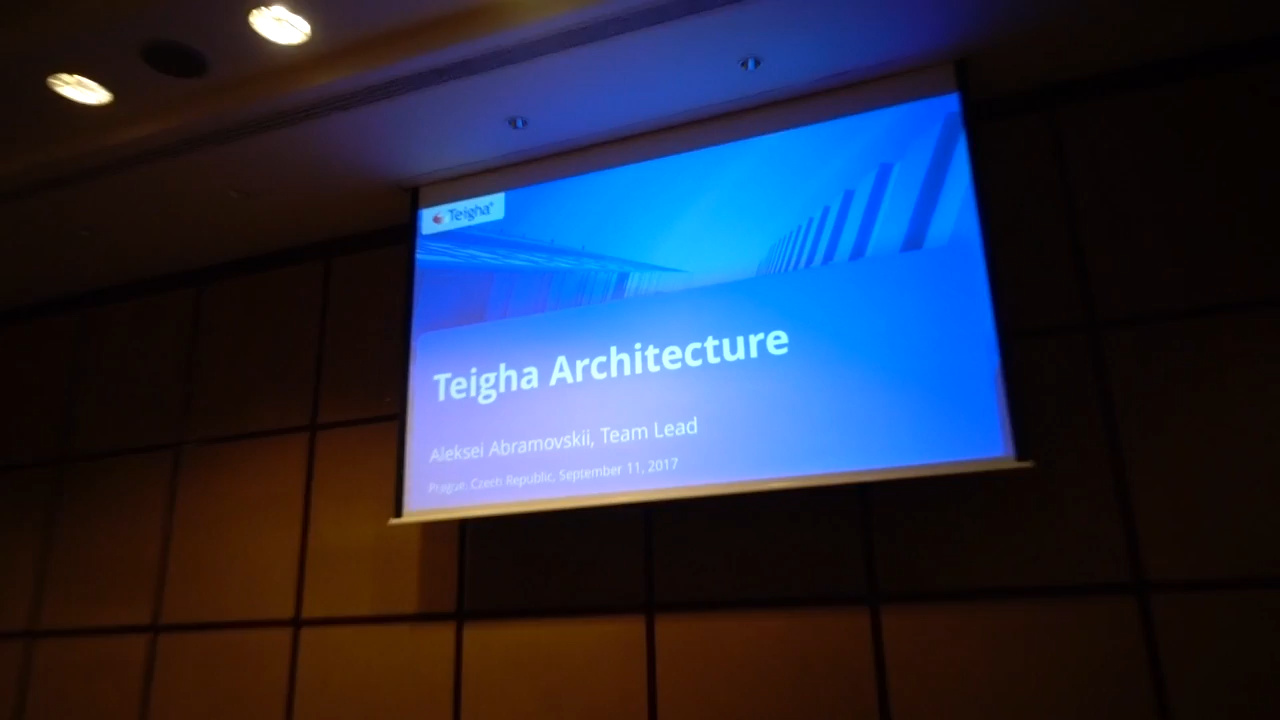 Teigha®
Teigha Architecture
Aleksei Abramovskii, Team Lead
Prague, Czech Republic, September 11, 2017